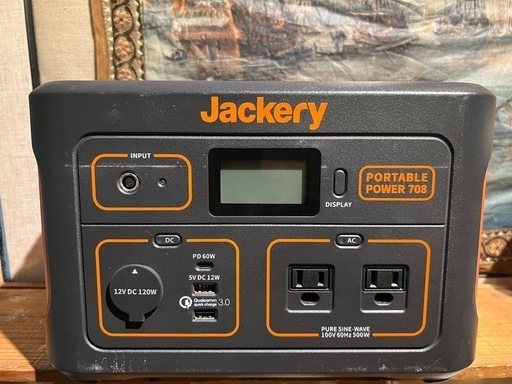 Jackery
INPUT
DISPLAY
PORTABLE
POWER 708
DC
12V DC 120W
PD 60W
5V DC 12W
Qualcomm
quick charge
3.0
AC
PURE SINE-WAVE
100V 60Hz 500W